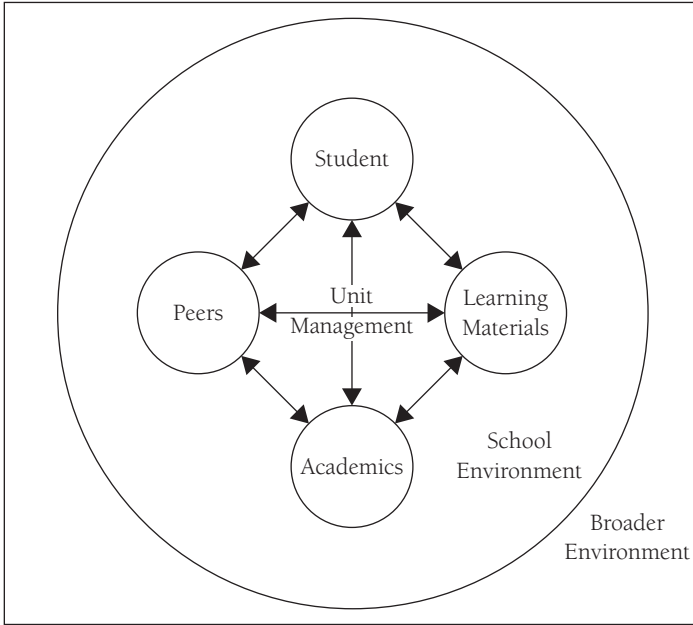 Student
Unit
Peers
Learning
Materials
Management
Academics
School
Environment
Broader
Environment